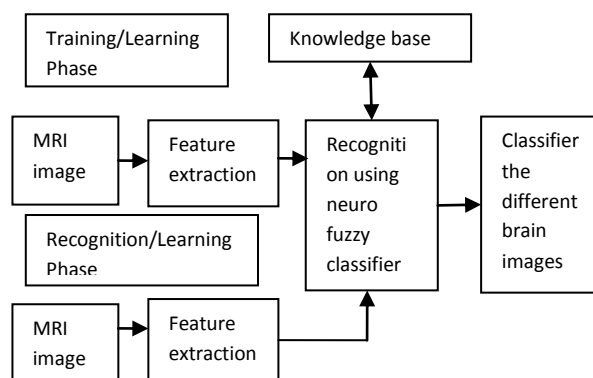 Training/Learning
Phase
Knowledge base
MRI
image
Feature
extraction
Recogniti
on using
neuro
fuzzy
classifier
Classifier
the
different
brain
images
Recognition/Learning
Phase
MRI
image
Feature
extraction